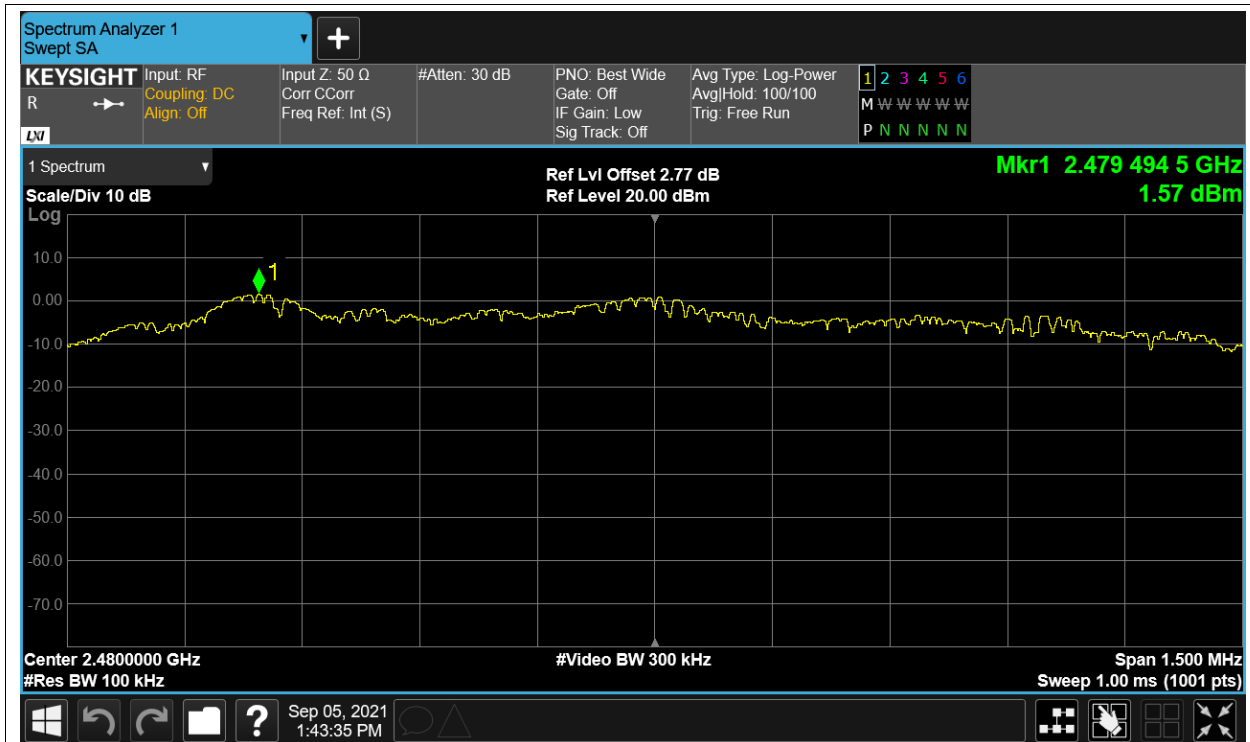 Spectrum Analyzer 1
Swept SA
+
KEYSIGHT
R
LXI
Input: RF
Coupling: DC
Align: Off
Input Z: 50 Ω
Corr CCorr
Freq Ref: Int (S)
#Atten: 30 dB
PNO: Best Wide
Gate: Off
IF Gain: Low
Sig Track: Off
Avg Type: Log-Power
Avg|Hold: 100/100
Trig: Free Run
1 2 3 4 5 6
M W W W W W
P N N N N N
1 Spectrum
Scale/Div 10 dB
Log
Ref Lvl Offset 2.77 dB
Ref Level 20.00 dBm
Mkr1 2.479 494 5 GHz
1.57 dBm
1
10.0
0.00
-10.0
-20.0
-30.0
-40.0
-50.0
-60.0
-70.0
Center 2.4800000 GHz
#Res BW 100 kHz
#Video BW 300 kHz
Span 1.500 MHz
Sweep 1.00 ms (1001 pts)
?
Sep 05, 2021
1:43:35 PM